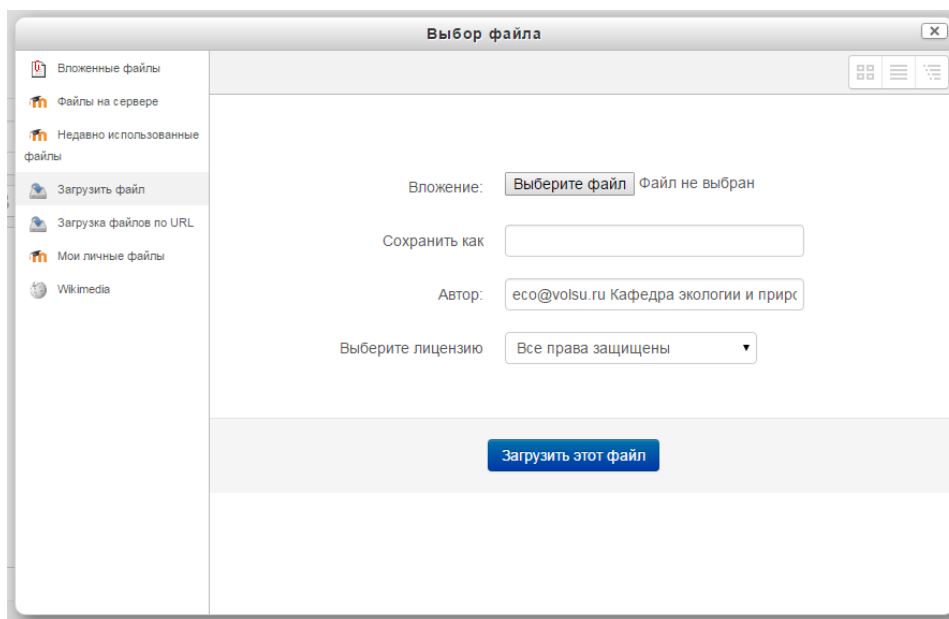 Выбор файла
Вложенные файлы
Файлы на сервере
Недавно использованные
файлы
Загрузить файл
Загрузка файлов по URL
Мои личные файлы
Wikimedia
Вложение: Выберите файл Файл не выбран
Сохранить как
Автор: eco@volsu.ru Кафедра экологии и приро
Выберите лицензию Все права защищены
Загрузить этот файл